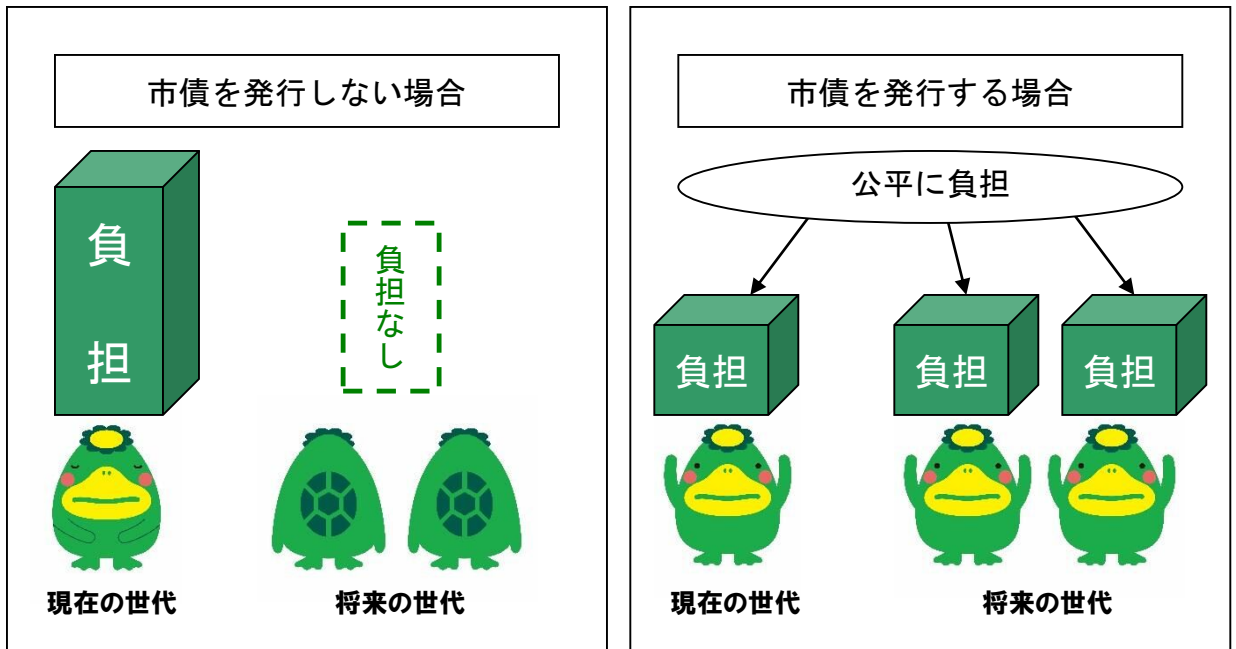 市債を発行しない場合
負担
負担なし
現在の世代
将来の世代
市債を発行する場合
公平に負担
負担
負担
負担
現在の世代
将来の世代